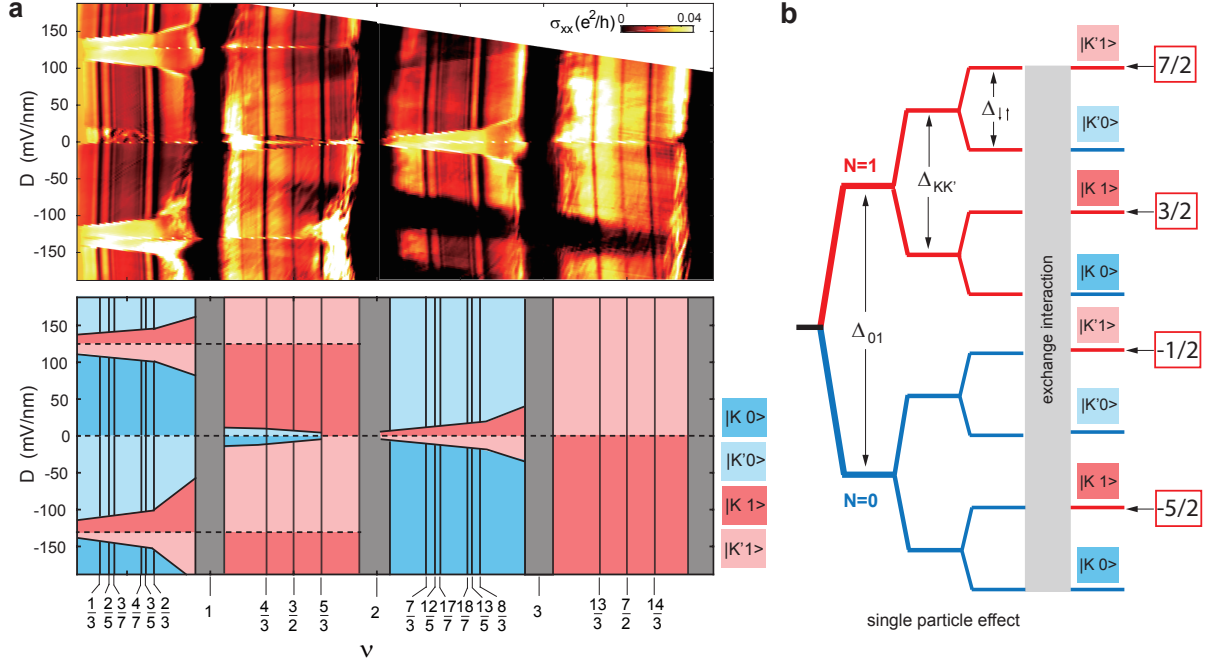 a
σxx(e²/h)
0
0.04
D (mV/nm)
150
100
50
0
-50
-100
-150
D (mV/nm)
150
100
50
0
-50
-100
-150
|K 0>
|K'0>
|K 1>
|K'1>
1/3 2/5 3/7 4/7 3/5 2/3 1 4/3 3/2 5/3 2 7/3 12/5 17/7 18/7 13/5 8/3 3 13/3 7/2 14/3
ν
b
N=1
N=0
Δ01
ΔKK'
Δ↓↑
exchange interaction
|K'1>
7/2
|K'0>
|K 1>
3/2
|K 0>
|K'1>
-1/2
|K'0>
|K 1>
-5/2
|K 0>
single particle effect